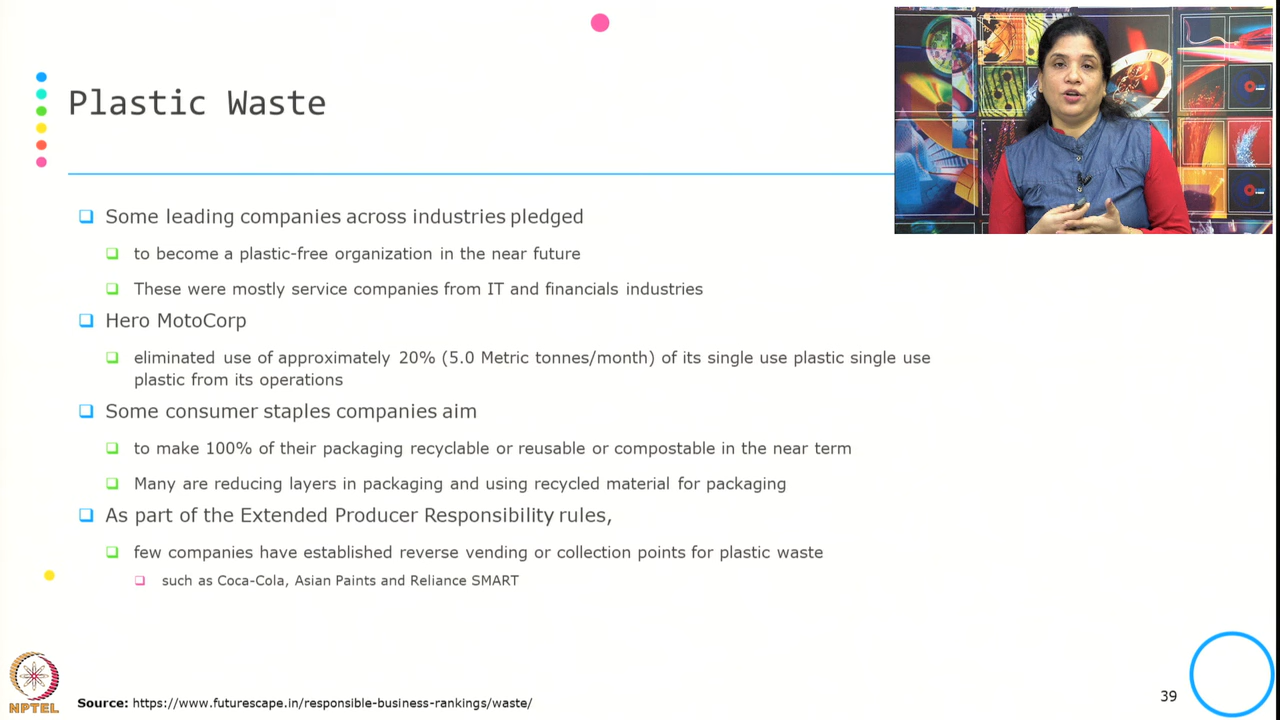 Plastic Waste
Some leading companies across industries pledged
to become a plastic-free organization in the near future
These were mostly service companies from IT and financials industries
Hero MotoCorp
eliminated use of approximately 20% (5.0 Metric tonnes/month) of its single use plastic single use
plastic from its operations
Some consumer staples companies aim
to make 100% of their packaging recyclable or reusable or compostable in the near term
Many are reducing layers in packaging and using recycled material for packaging
As part of the Extended Producer Responsibility rules,
few companies have established reverse vending or collection points for plastic waste
such as Coca-Cola, Asian Paints and Reliance SMART
NPTEL
Source: https://www.futurescape.in/responsible-business-rankings/waste/
39